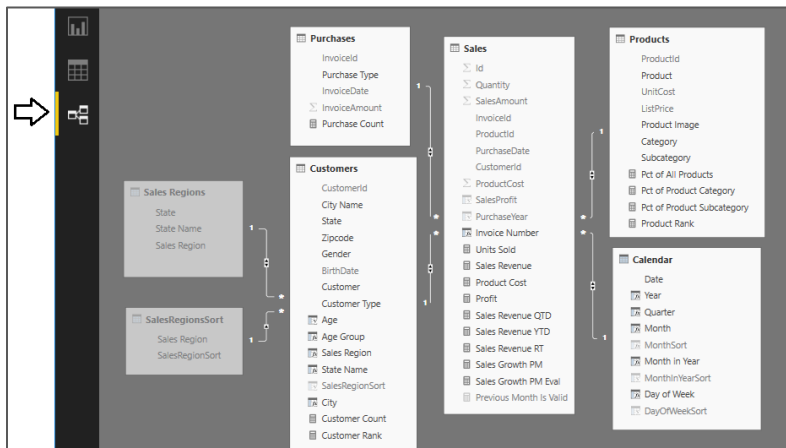 Purchases
InvoiceId
Purchase Type
InvoiceDate
InvoiceAmount
Purchase Count
1
*
Sales
Id
Quantity
SalesAmount
InvoiceId
ProductId
PurchaseDate
CustomerId
ProductCost
SalesProfit
PurchaseYear
Invoice Number
Units Sold
Sales Revenue
Product Cost
Profit
Sales Revenue QTD
Sales Revenue YTD
Sales Revenue RT
Sales Growth PM
Sales Growth PM Eval
Previous Month Is Valid
Products
ProductId
Product
UnitCost
ListPrice
Product Image
Category
Subcategory
Pct of All Products
Pct of Product Category
Pct of Product Subcategory
Product Rank
1
*
Sales Regions
State
State Name
Sales Region
1
*
SalesRegionsSort
Sales Region
SalesRegionSort
1
*
Customers
CustomerId
City Name
State
Zipcode
Gender
BirthDate
Customer
Customer Type
Age
Age Group
Sales Region
State Name
SalesRegionSort
City
Customer Count
Customer Rank
1
*
Calendar
Date
Year
Quarter
Month
MonthSort
Month in Year
MonthInYearSort
Day of Week
DayOfWeekSort
1
*